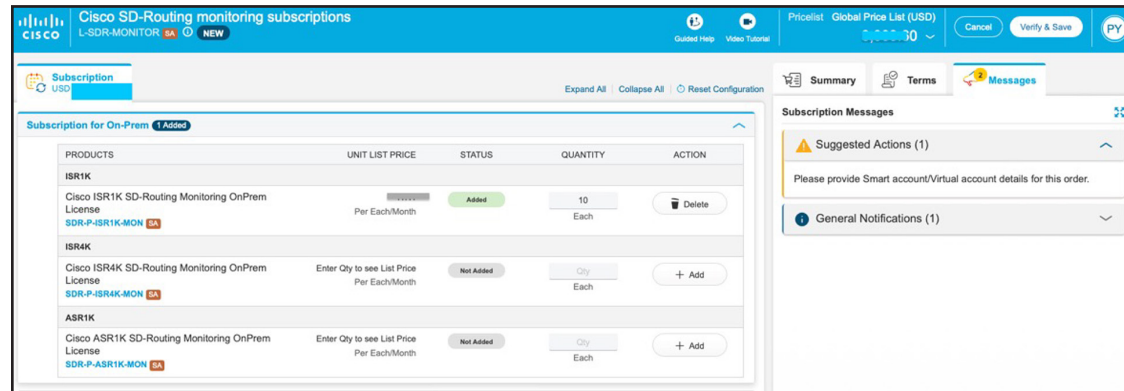 Cisco SD-Routing monitoring subscriptions
CISCO
L-SDR-MONITOR SA NEW
Guided Help
Video Tutorial
Pricelist Global Price List (USD)
Cancel
Verify & Save
PY
Subscription
USD
Expand All | Collapse All | Reset Configuration
Summary
Terms
2
Messages
Subscription for On-Prem 1 Added
PRODUCTS UNIT LIST PRICE STATUS QUANTITY ACTION
ISR1K
Cisco ISR1K SD-Routing Monitoring OnPrem
License
SDR-P-ISR1K-MON SA
Per Each/Month
Added
10
Each
Delete
ISR4K
Cisco ISR4K SD-Routing Monitoring OnPrem
License
SDR-P-ISR4K-MON SA
Enter Qty to see List Price
Per Each/Month
Not Added
Qty
Each
+ Add
ASR1K
Cisco ASR1K SD-Routing Monitoring OnPrem
License
SDR-P-ASR1K-MON SA
Enter Qty to see List Price
Per Each/Month
Not Added
Qty
Each
+ Add
Subscription Messages
Suggested Actions (1)
Please provide Smart account/Virtual account details for this order.
General Notifications (1)